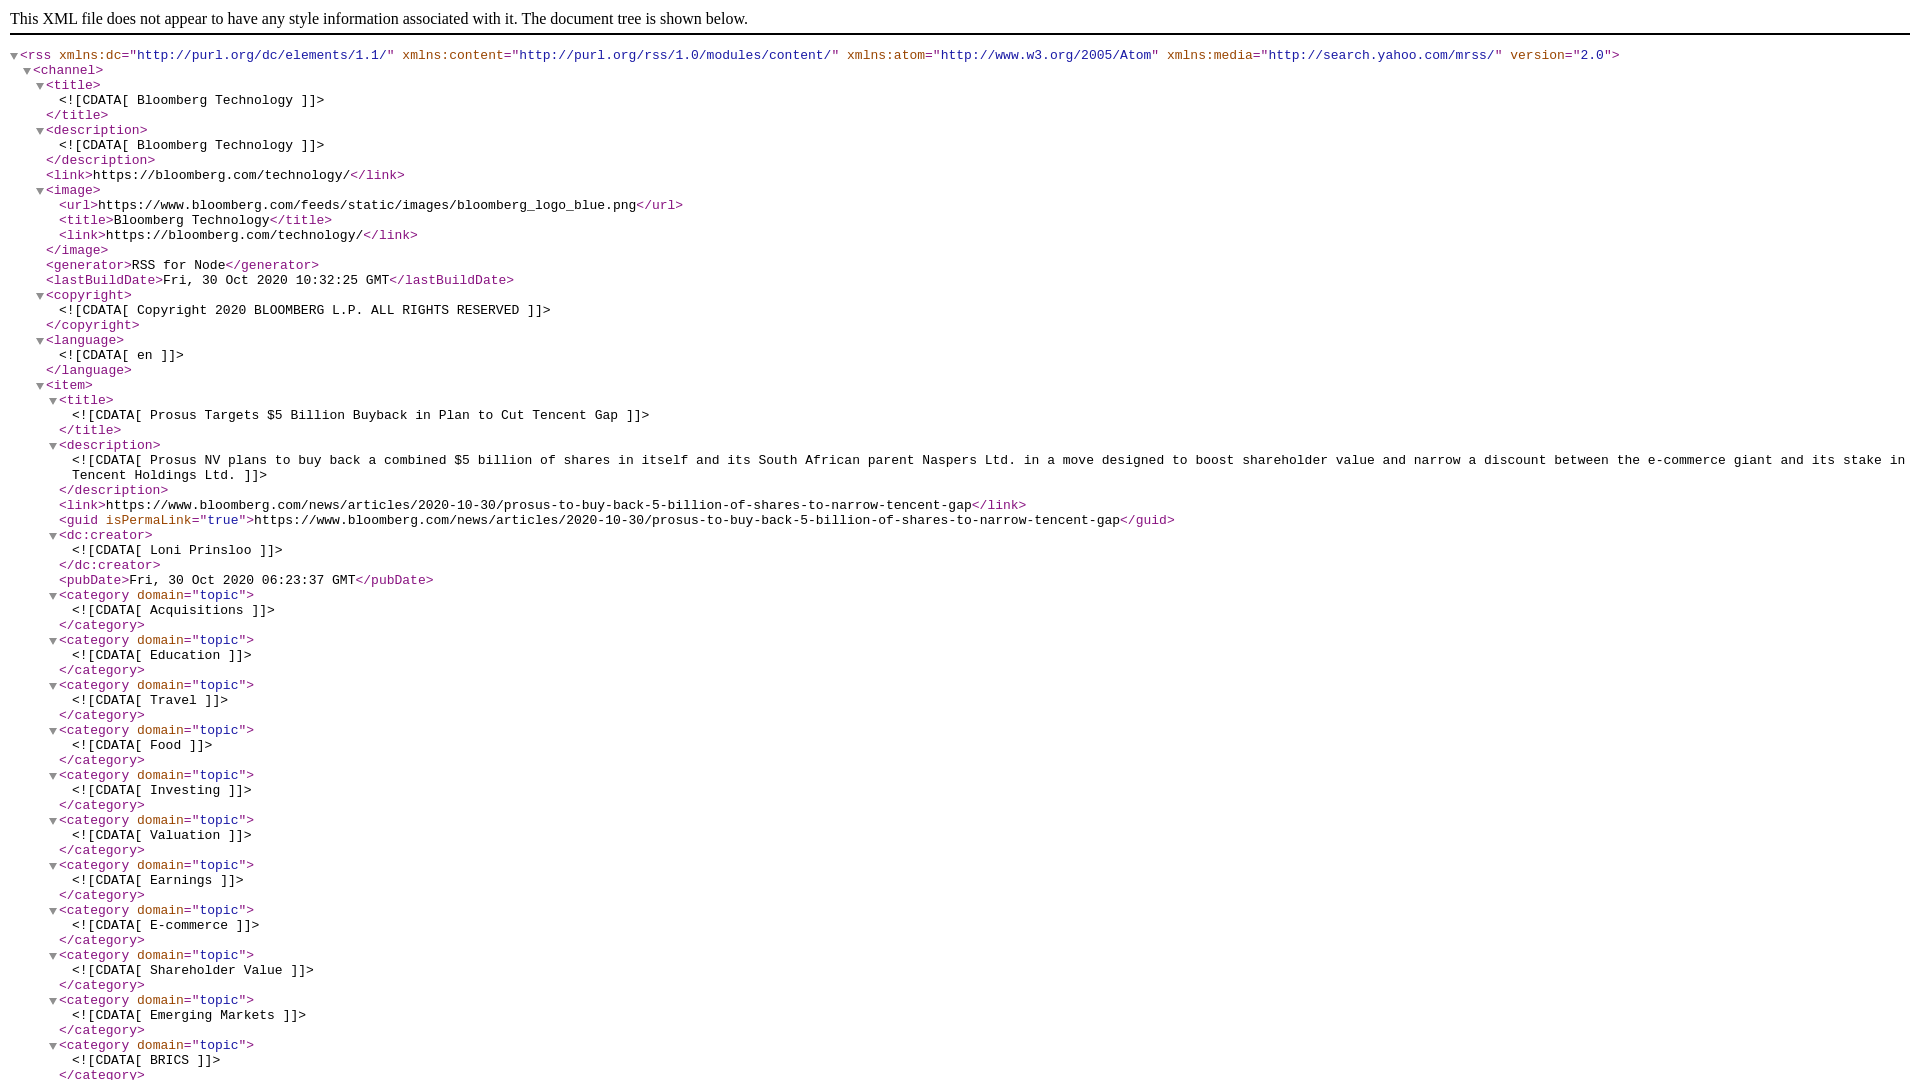 This XML file does not appear to have any style information associated with it. The document tree is shown below.
<rss xmlns:dc="http://purl.org/dc/elements/1.1/" xmlns:content="http://purl.org/rss/1.0/modules/content/" xmlns:atom="http://www.w3.org/2005/Atom" xmlns:media="http://search.yahoo.com/mrss/" version="2.0">
<channel>
<title>
<![CDATA[ Bloomberg Technology ]]>
</title>
<description>
<![CDATA[ Bloomberg Technology ]]>
</description>
<link>https://bloomberg.com/technology/</link>
<image>
<url>https://www.bloomberg.com/feeds/static/images/bloomberg_logo_blue.png</url>
<title>Bloomberg Technology</title>
<link>https://bloomberg.com/technology/</link>
</image>
<generator>RSS for Node</generator>
<lastBuildDate>Fri, 30 Oct 2020 10:32:25 GMT</lastBuildDate>
<copyright>
<![CDATA[ Copyright 2020 BLOOMBERG L.P. ALL RIGHTS RESERVED ]]>
</copyright>
<language>
<![CDATA[ en ]]>
</language>
<item>
<title>
<![CDATA[ Prosus Targets $5 Billion Buyback in Plan to Cut Tencent Gap ]]>
</title>
<description>
<![CDATA[ Prosus NV plans to buy back a combined $5 billion of shares in itself and its South African parent Naspers Ltd. in a move designed to boost shareholder value and narrow a discount between the e-commerce giant and its stake in
Tencent Holdings Ltd. ]]>
</description>
<link>https://www.bloomberg.com/news/articles/2020-10-30/prosus-to-buy-back-5-billion-of-shares-to-narrow-tencent-gap</link>
<guid isPermaLink="true">https://www.bloomberg.com/news/articles/2020-10-30/prosus-to-buy-back-5-billion-of-shares-to-narrow-tencent-gap</guid>
<dc:creator>
<![CDATA[ Loni Prinsloo ]]>
</dc:creator>
<pubDate>Fri, 30 Oct 2020 06:23:37 GMT</pubDate>
<category domain="topic">
<![CDATA[ Acquisitions ]]>
</category>
<category domain="topic">
<![CDATA[ Education ]]>
</category>
<category domain="topic">
<![CDATA[ Travel ]]>
</category>
<category domain="topic">
<![CDATA[ Food ]]>
</category>
<category domain="topic">
<![CDATA[ Investing ]]>
</category>
<category domain="topic">
<![CDATA[ Valuation ]]>
</category>
<category domain="topic">
<![CDATA[ Earnings ]]>
</category>
<category domain="topic">
<![CDATA[ E-commerce ]]>
</category>
<category domain="topic">
<![CDATA[ Shareholder Value ]]>
</category>
<category domain="topic">
<![CDATA[ Emerging Markets ]]>
</category>
<category domain="topic">
<![CDATA[ BRICS ]]>
</category>